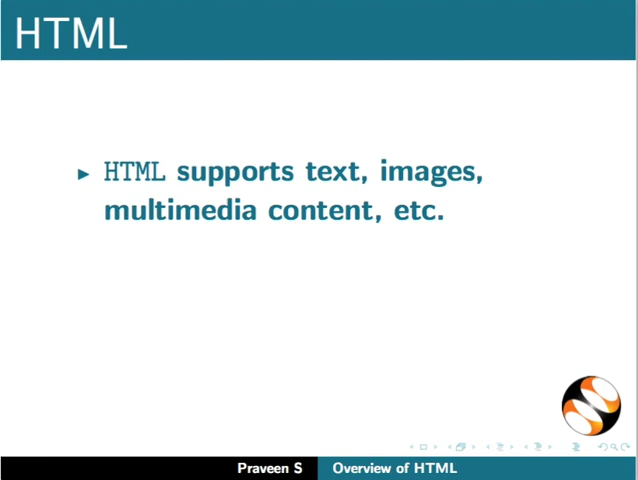 HTML
▶ HTML supports text, images,
multimedia content, etc.
Praveen S Overview of HTML